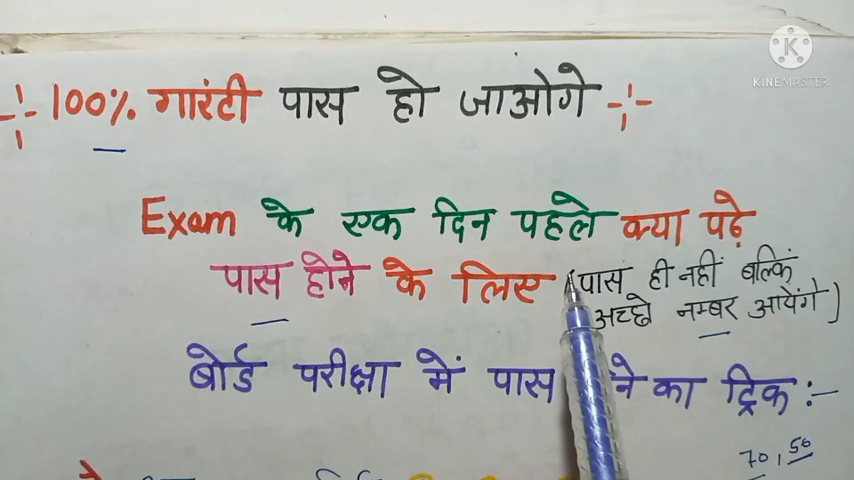 KINEMASTER
100% गारंटी पास हो जाओगे
Exam के एक दिन पहले क्या पढ़े
पास होने के लिए (पास ही नहीं बल्किं
अच्छे नम्बर आयेंगे)
बोर्ड परीक्षा में पास का ट्रिक :-
70, 50